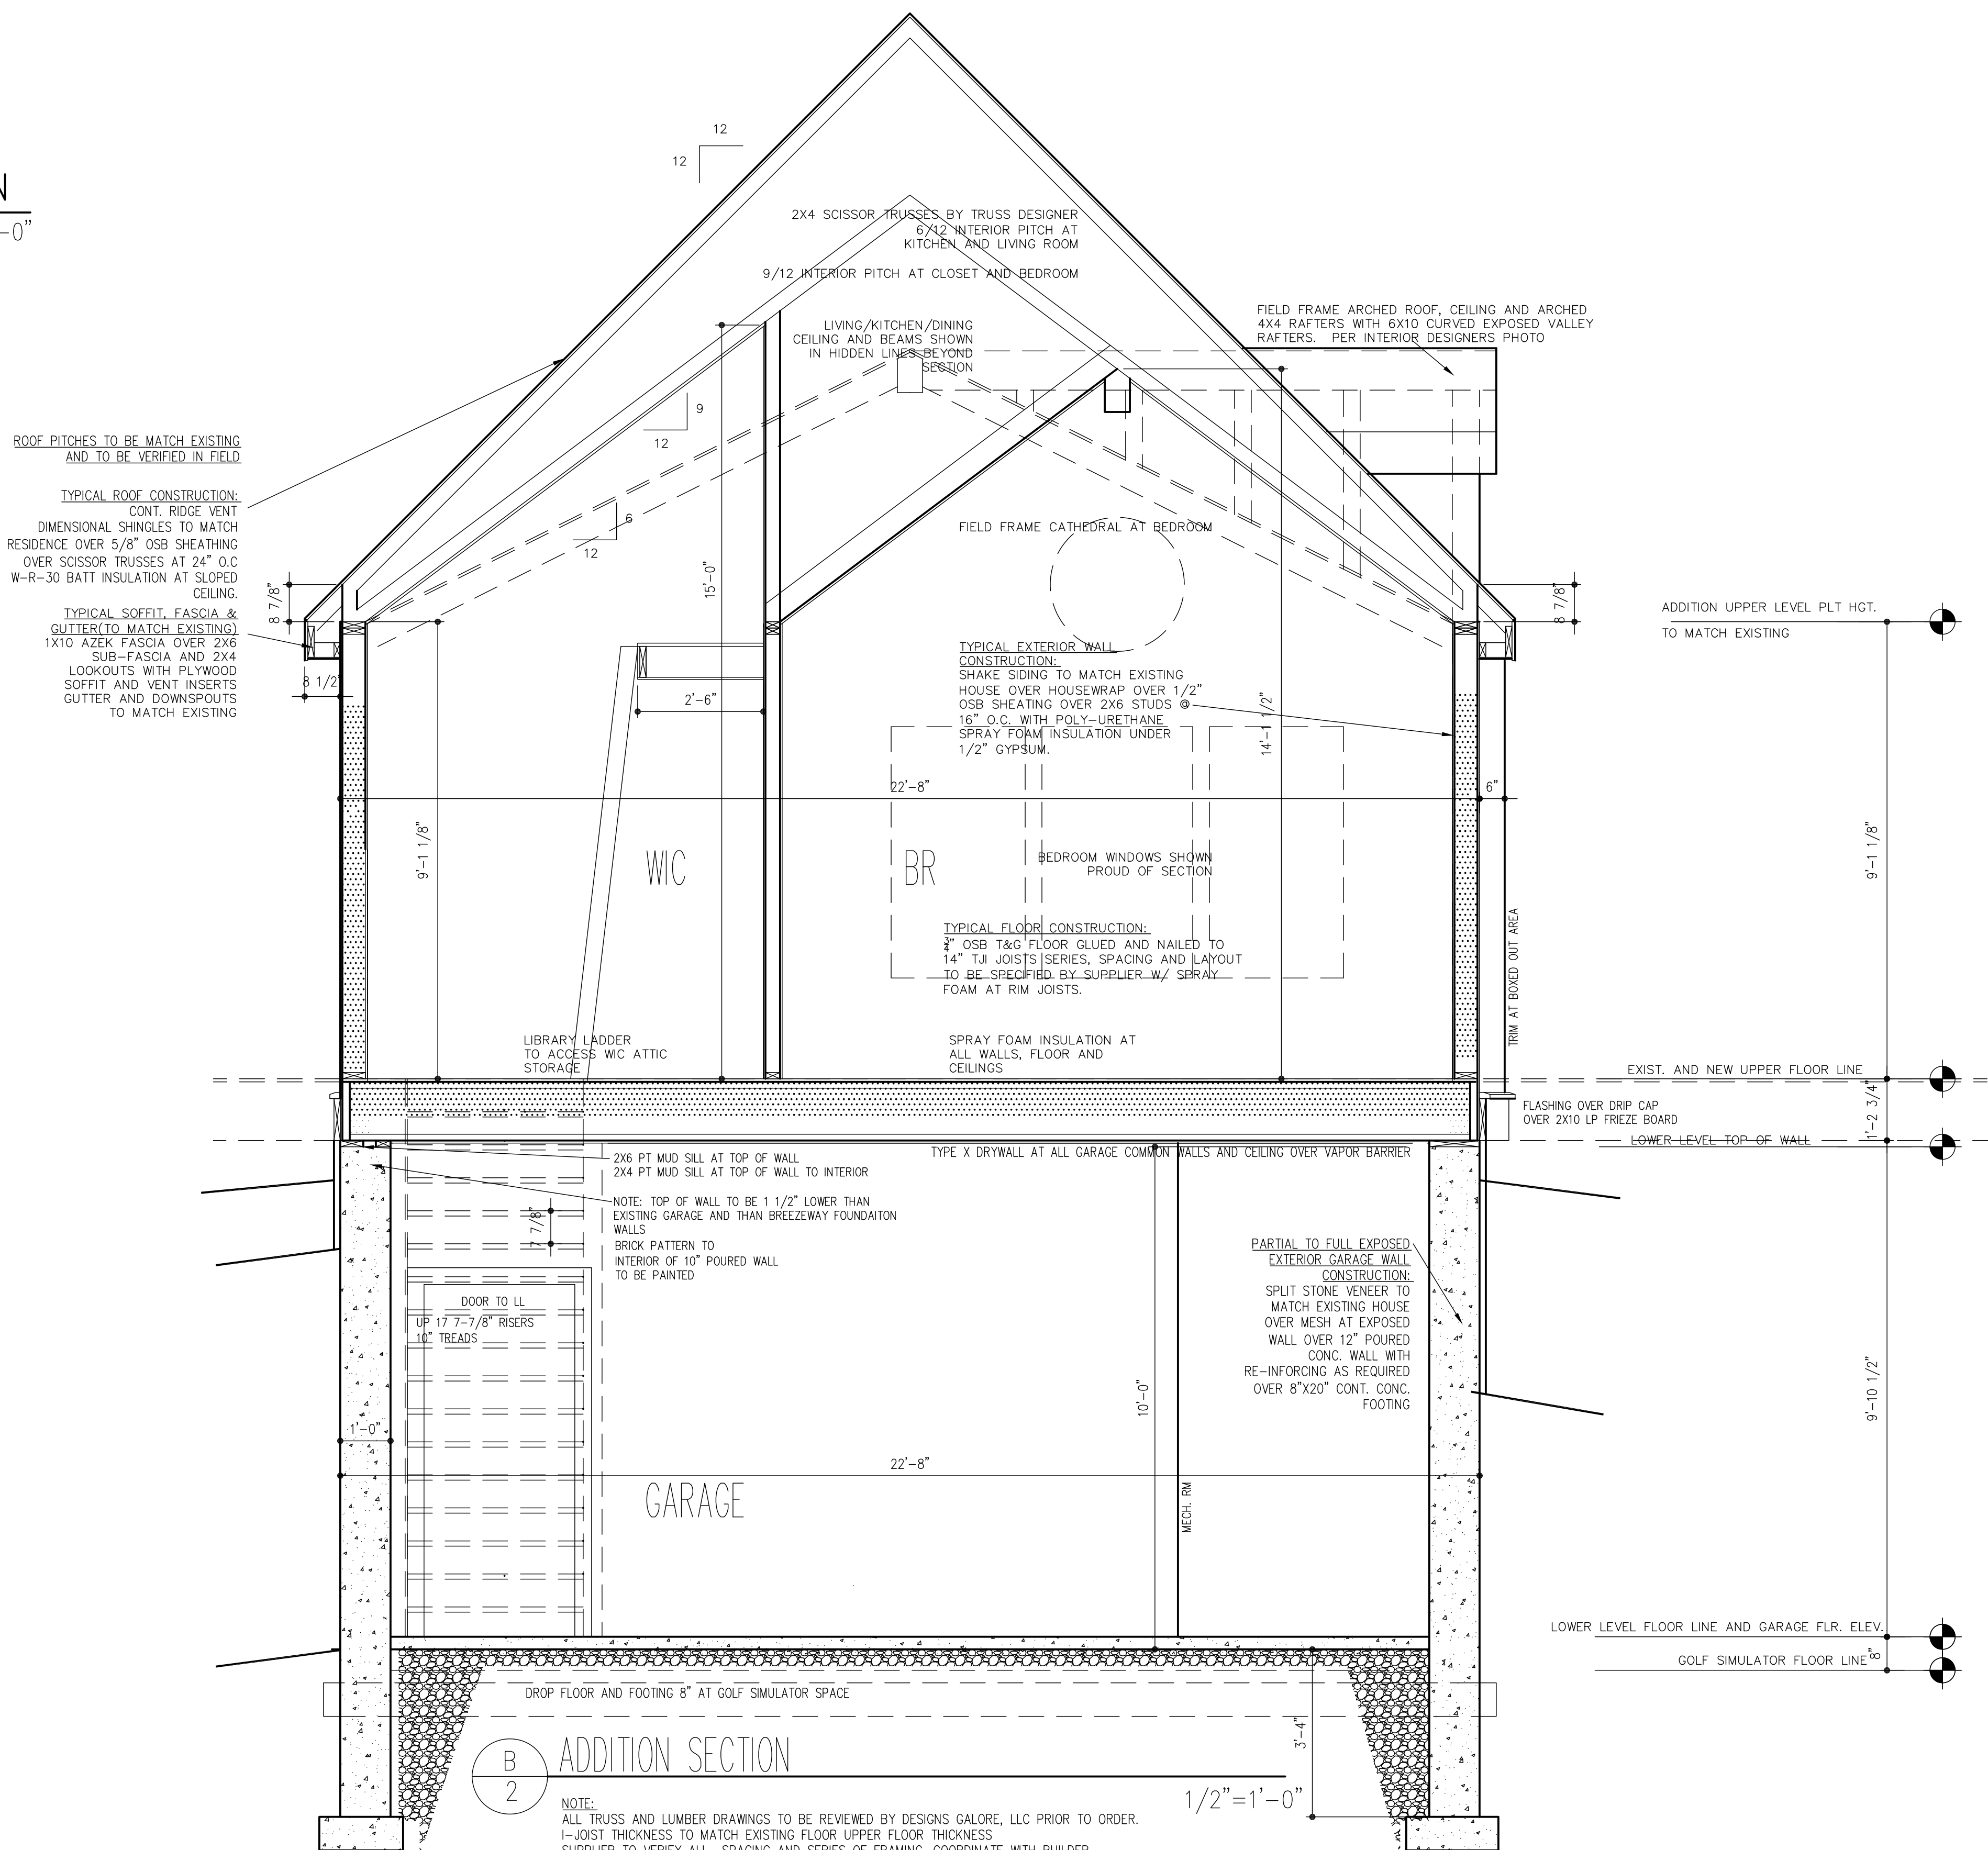 N
-0"
12
12
2X4 SCISSOR TRUSSES BY TRUSS DESIGNER
6/12 INTERIOR PITCH AT
KITCHEN AND LIVING ROOM
9/12 INTERIOR PITCH AT CLOSET AND BEDROOM
LIVING/KITCHEN/DINING
CEILING AND BEAMS SHOWN
IN HIDDEN LINES BEYOND
SECTION
FIELD FRAME ARCHED ROOF, CEILING AND ARCHED
4X4 RAFTERS WITH 6X10 CURVED EXPOSED VALLEY
RAFTERS. PER INTERIOR DESIGNERS PHOTO
9
12
6
12
ROOF PITCHES TO BE MATCH EXISTING
AND TO BE VERIFIED IN FIELD
TYPICAL ROOF CONSTRUCTION:
CONT. RIDGE VENT
DIMENSIONAL SHINGLES TO MATCH
RESIDENCE OVER 5/8" OSB SHEATHING
OVER SCISSOR TRUSSES AT 24" O.C
W-R-30 BATT INSULATION AT SLOPED
CEILING.
TYPICAL SOFFIT, FASCIA &
GUTTER(TO MATCH EXISTING)
1X10 AZEK FASCIA OVER 2X6
SUB-FASCIA AND 2X4
LOOKOUTS WITH PLYWOOD
SOFFIT AND VENT INSERTS
GUTTER AND DOWNSPOUTS
TO MATCH EXISTING
8 7/8"
8 1/2"
15'-0"
2'-6"
9'-1 1/8"
FIELD FRAME CATHEDRAL AT BEDROOM
TYPICAL EXTERIOR WALL
CONSTRUCTION:
SHAKE SIDING TO MATCH EXISTING
HOUSE OVER HOUSEWRAP OVER 1/2"
OSB SHEATING OVER 2X6 STUDS @
16" O.C. WITH POLY-URETHANE
SPRAY FOAM INSULATION UNDER
1/2" GYPSUM.
14'-1 1/2"
22'-8"
6"
8 7/8"
ADDITION UPPER LEVEL PLT HGT.
TO MATCH EXISTING
9'-1 1/8"
WIC
BR
BEDROOM WINDOWS SHOWN
PROUD OF SECTION
TYPICAL FLOOR CONSTRUCTION:
3/4" OSB T&G FLOOR GLUED AND NAILED TO
14" TJI JOISTS SERIES, SPACING AND LAYOUT
TO BE SPECIFIED BY SUPPLIER W/ SPRAY
FOAM AT RIM JOISTS.
TRIM AT BOXED OUT AREA
LIBRARY LADDER
TO ACCESS WIC ATTIC
STORAGE
SPRAY FOAM INSULATION AT
ALL WALLS, FLOOR AND
CEILINGS
EXIST. AND NEW UPPER FLOOR LINE
FLASHING OVER DRIP CAP
OVER 2X10 LP FRIEZE BOARD
1'-2 3/4"
LOWER LEVEL TOP OF WALL
2X6 PT MUD SILL AT TOP OF WALL
2X4 PT MUD SILL AT TOP OF WALL TO INTERIOR
TYPE X DRYWALL AT ALL GARAGE COMMON WALLS AND CEILING OVER VAPOR BARRIER
NOTE: TOP OF WALL TO BE 1 1/2" LOWER THAN
EXISTING GARAGE AND THAN BREEZEWAY FOUNDAITON
WALLS
BRICK PATTERN TO
INTERIOR OF 10" POURED WALL
TO BE PAINTED
7 7/8"
DOOR TO LL
UP 17 7-7/8" RISERS
10" TREADS
PARTIAL TO FULL EXPOSED
EXTERIOR GARAGE WALL
CONSTRUCTION:
SPLIT STONE VENEER TO
MATCH EXISTING HOUSE
OVER MESH AT EXPOSED
WALL OVER 12" POURED
CONC. WALL WITH
RE-INFORCING AS REQUIRED
OVER 8"X20" CONT. CONC.
FOOTING
10'-0"
9'-10 1/2"
1'-0"
22'-8"
GARAGE
MECH. RM
LOWER LEVEL FLOOR LINE AND GARAGE FLR. ELEV.
GOLF SIMULATOR FLOOR LINE
8"
DROP FLOOR AND FOOTING 8" AT GOLF SIMULATOR SPACE
3'-4"
B
2
ADDITION SECTION
1/2"=1'-0"
NOTE:
ALL TRUSS AND LUMBER DRAWINGS TO BE REVIEWED BY DESIGNS GALORE, LLC PRIOR TO ORDER.
I-JOIST THICKNESS TO MATCH EXISTING FLOOR UPPER FLOOR THICKNESS
SUPPLIER TO VERIFY ALL SPACING AND SERIES OF FRAMING, COORDINATE WITH BUILDER